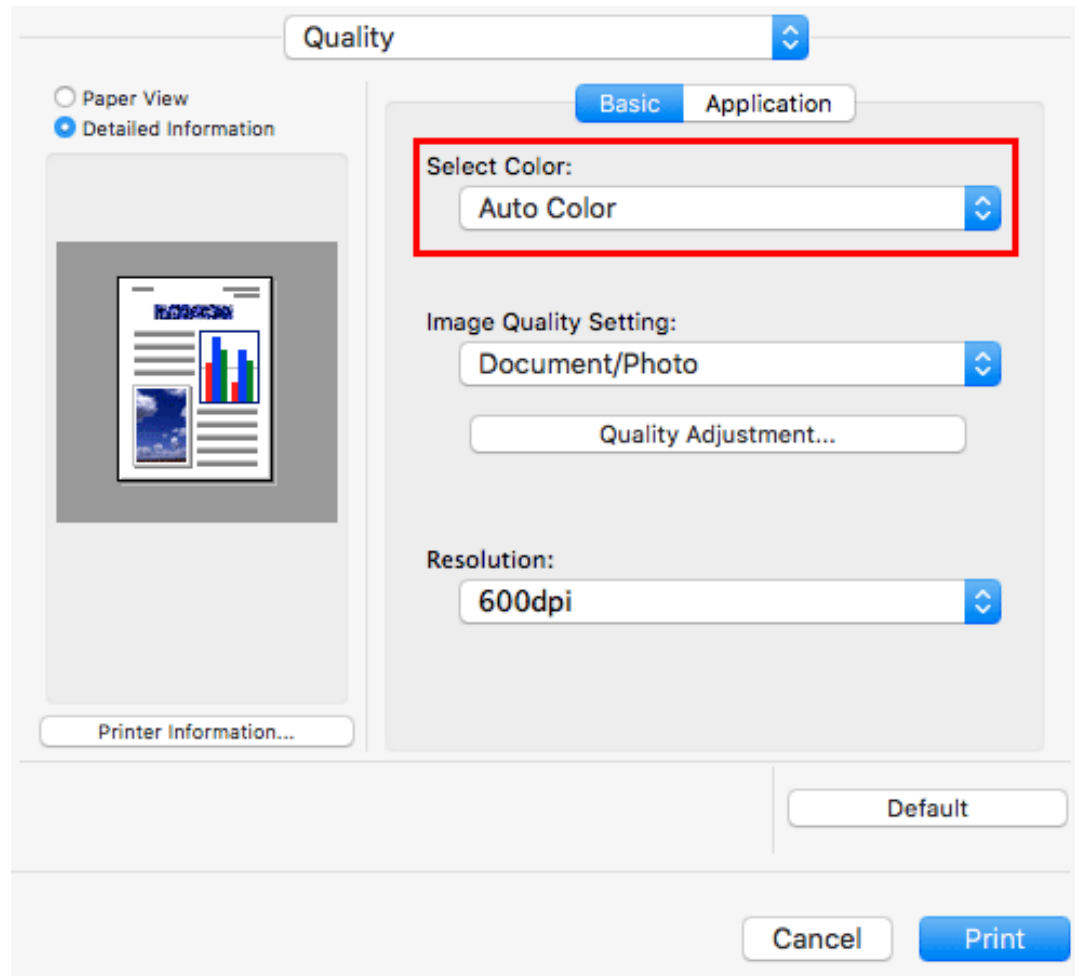 Quality
Paper View
Detailed Information
Basic Application
Select Color:
Auto Color
Image Quality Setting:
Document/Photo
Quality Adjustment...
Resolution:
600dpi
Printer Information...
Default
Cancel Print